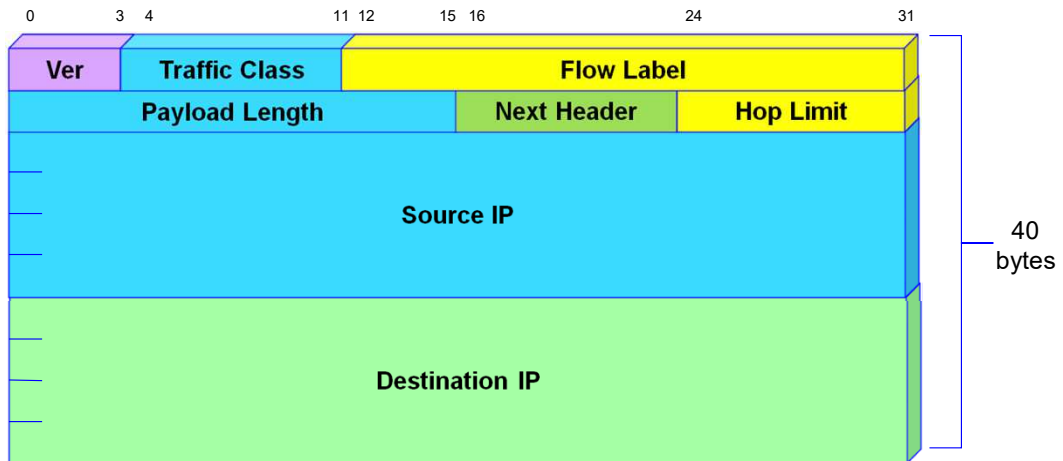 0 3 4 11 12 15 16 24 31
Ver Traffic Class Flow Label
Payload Length Next Header Hop Limit
Source IP
40
bytes
Destination IP